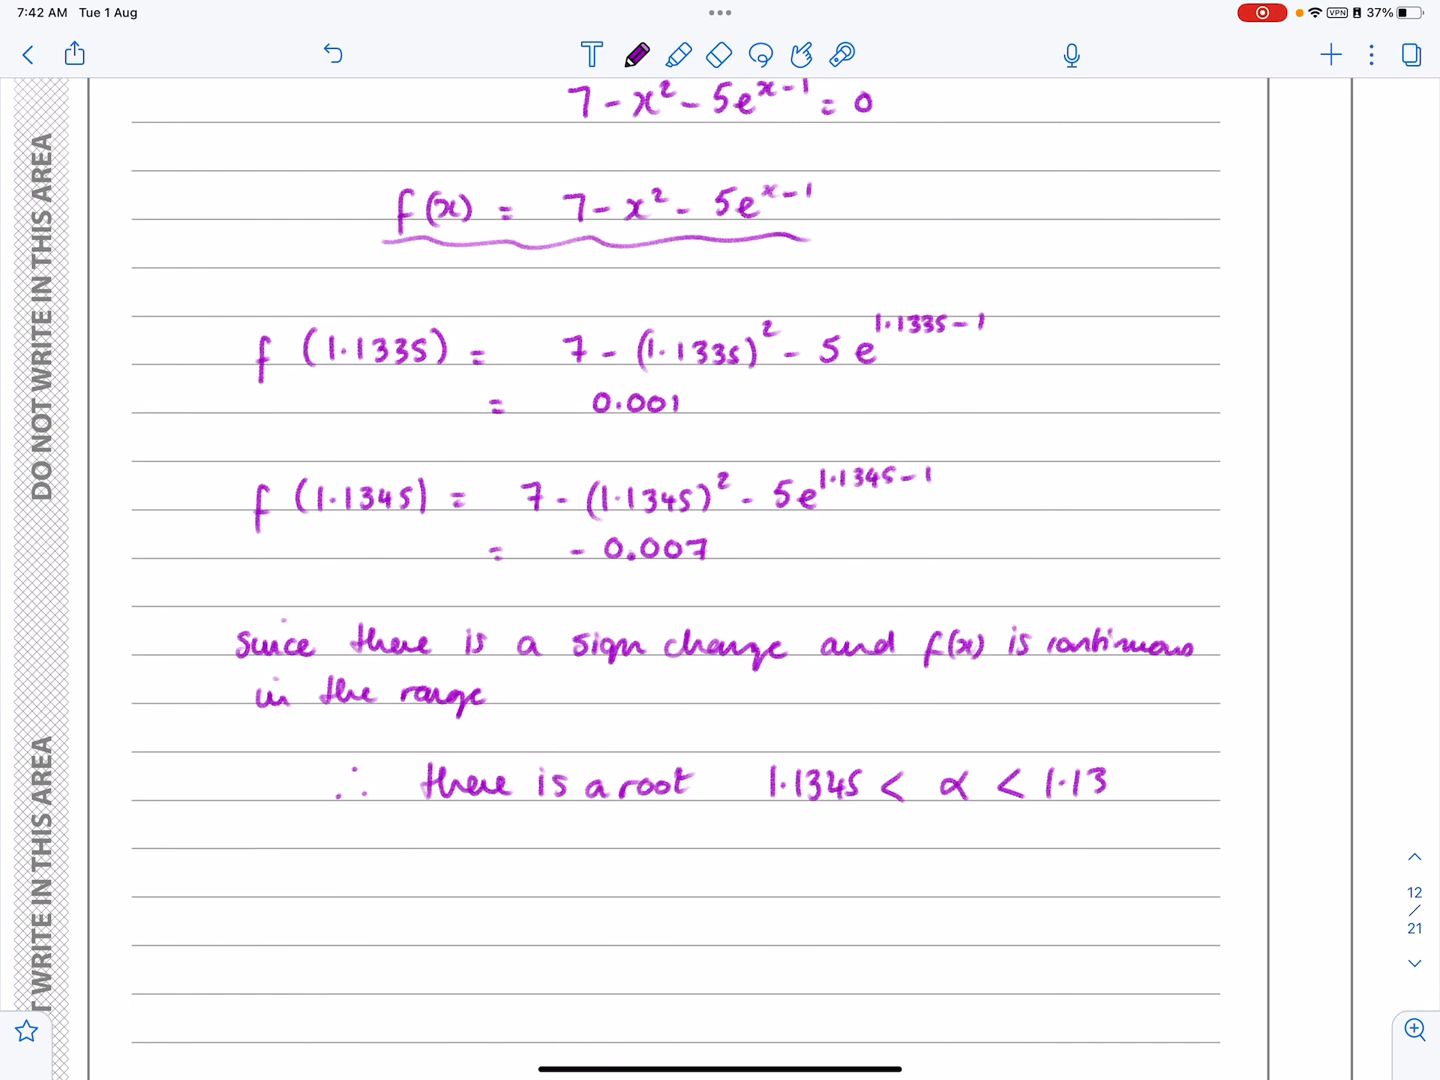 7:42 AM Tue 1 Aug
VPN 37%
T
7 - x² - 5e^{x-1} = 0
f(x) = 7 - x² - 5e^{x-1}
f(1.1335) = 7 - (1.1335)² - 5e^{1.1335-1}
= 0.001
f(1.1345) = 7 - (1.1345)² - 5e^{1.1345-1}
= - 0.007
since there is a sign change and f(x) is continuous
in the range
∴ there is a root 1.1345 < α < 1.13
DO NOT WRITE IN THIS AREA
T WRITE IN THIS AREA
12
/
21